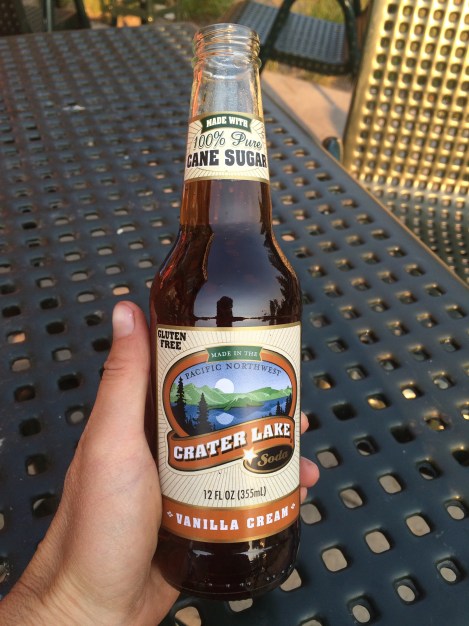 MADE WITH
100% Pure
CANE SUGAR
GLUTEN
FREE
MADE IN THE
PACIFIC NORTHWEST
CRATER LAKE
Soda
12 FL OZ (355mL)
VANILLA CREAM